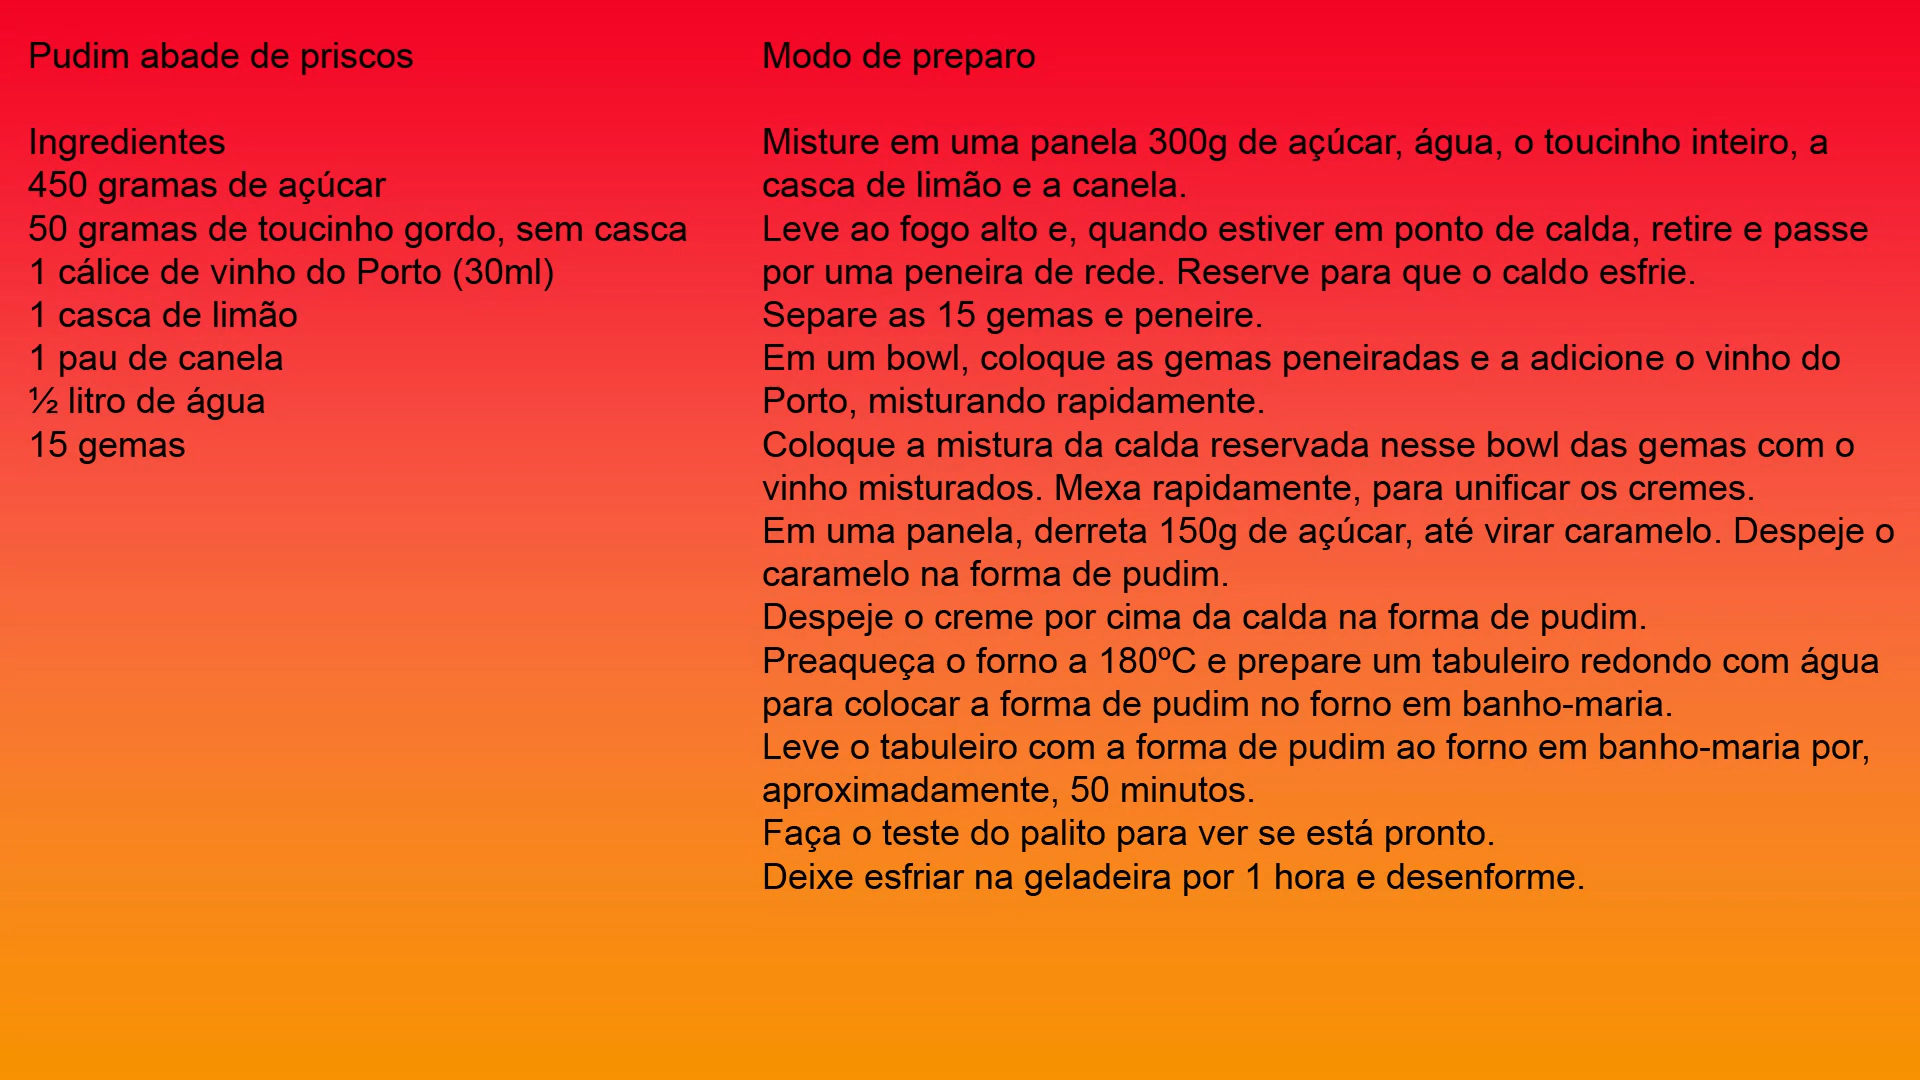 Pudim abade de priscos
Ingredientes
450 gramas de açúcar
50 gramas de toucinho gordo, sem casca
1 cálice de vinho do Porto (30ml)
1 casca de limão
1 pau de canela
½ litro de água
15 gemas
Modo de preparo
Misture em uma panela 300g de açúcar, água, o toucinho inteiro, a
casca de limão e a canela.
Leve ao fogo alto e, quando estiver em ponto de calda, retire e passe
por uma peneira de rede. Reserve para que o caldo esfrie.
Separe as 15 gemas e peneire.
Em um bowl, coloque as gemas peneiradas e a adicione o vinho do
Porto, misturando rapidamente.
Coloque a mistura da calda reservada nesse bowl das gemas com o
vinho misturados. Mexa rapidamente, para unificar os cremes.
Em uma panela, derreta 150g de açúcar, até virar caramelo. Despeje o
caramelo na forma de pudim.
Despeje o creme por cima da calda na forma de pudim.
Preaqueça o forno a 180ºC e prepare um tabuleiro redondo com água
para colocar a forma de pudim no forno em banho-maria.
Leve o tabuleiro com a forma de pudim ao forno em banho-maria por,
aproximadamente, 50 minutos.
Faça o teste do palito para ver se está pronto.
Deixe esfriar na geladeira por 1 hora e desenforme.